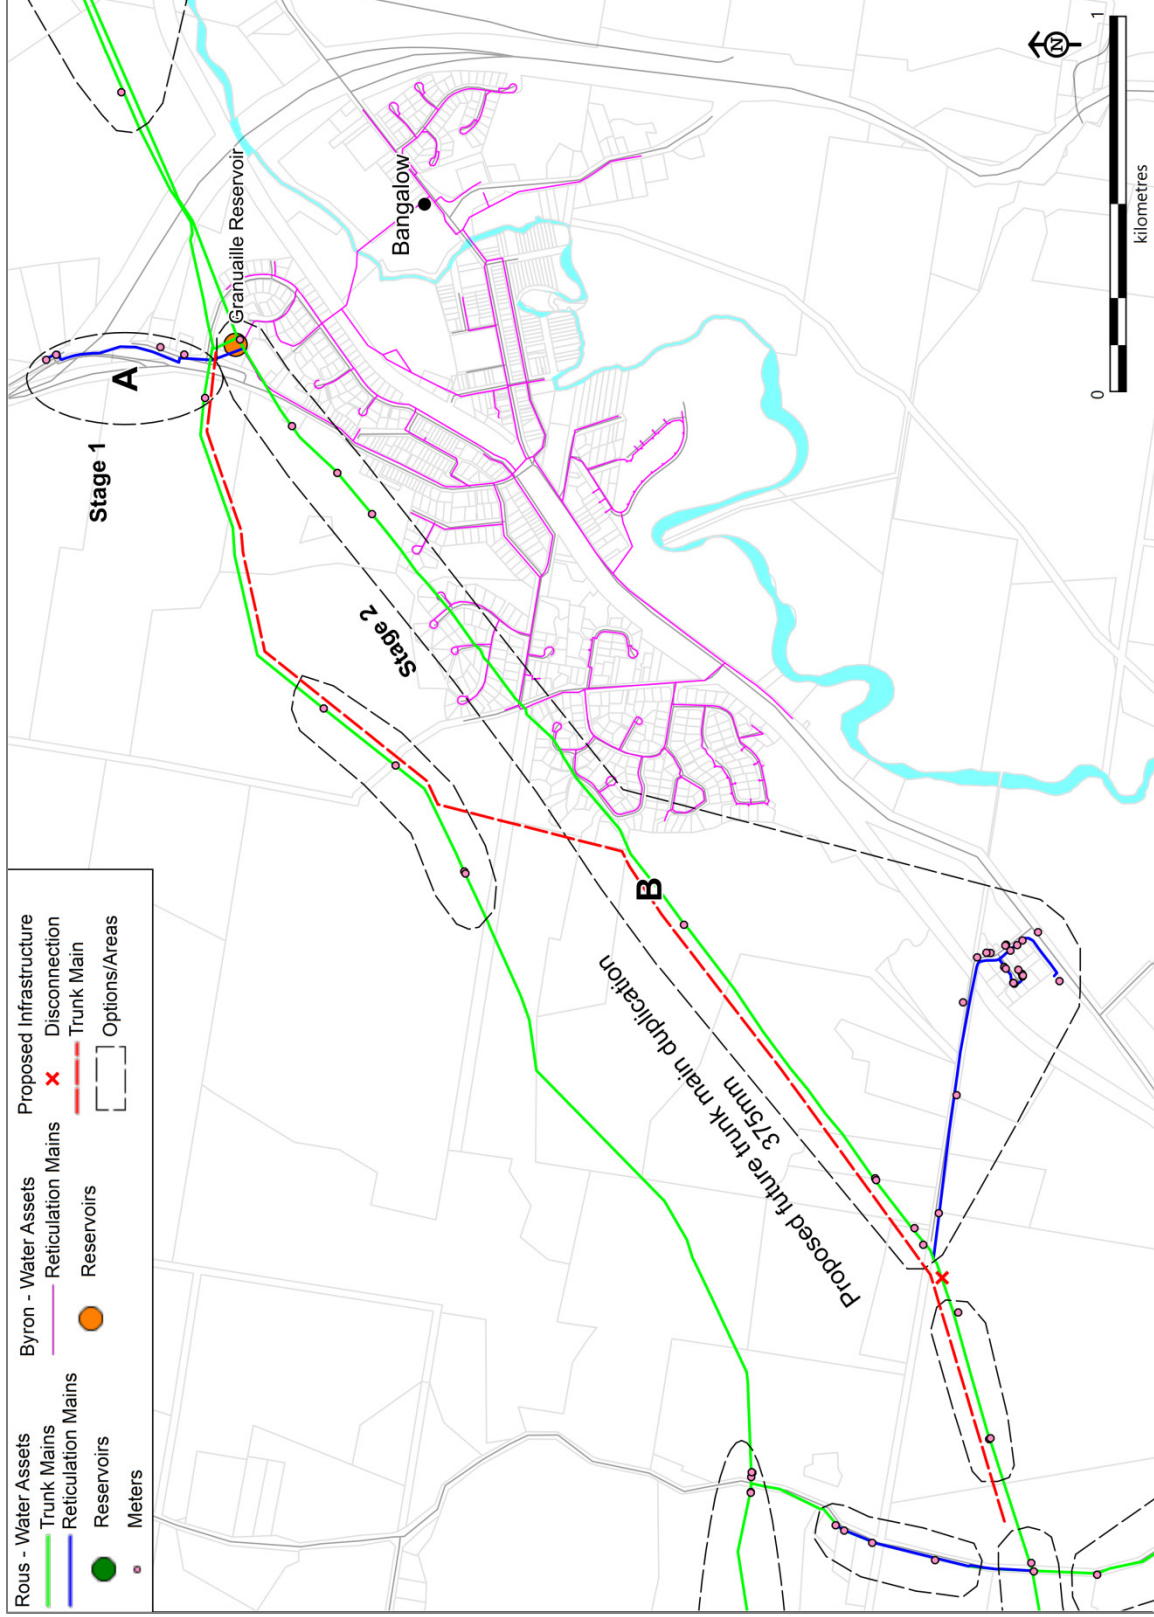 Rous - Water Assets
Trunk Mains
Reticulation Mains
Reservoirs
Meters
Byron - Water Assets
Reticulation Mains
Reservoirs
Proposed Infrastructure
Disconnection
Trunk Main
Options/Areas
Stage 1
A
Granuaille Reservoir
Bangalow
Stage 2
B
Proposed future trunk main duplication
375mm
N
0 1
kilometres